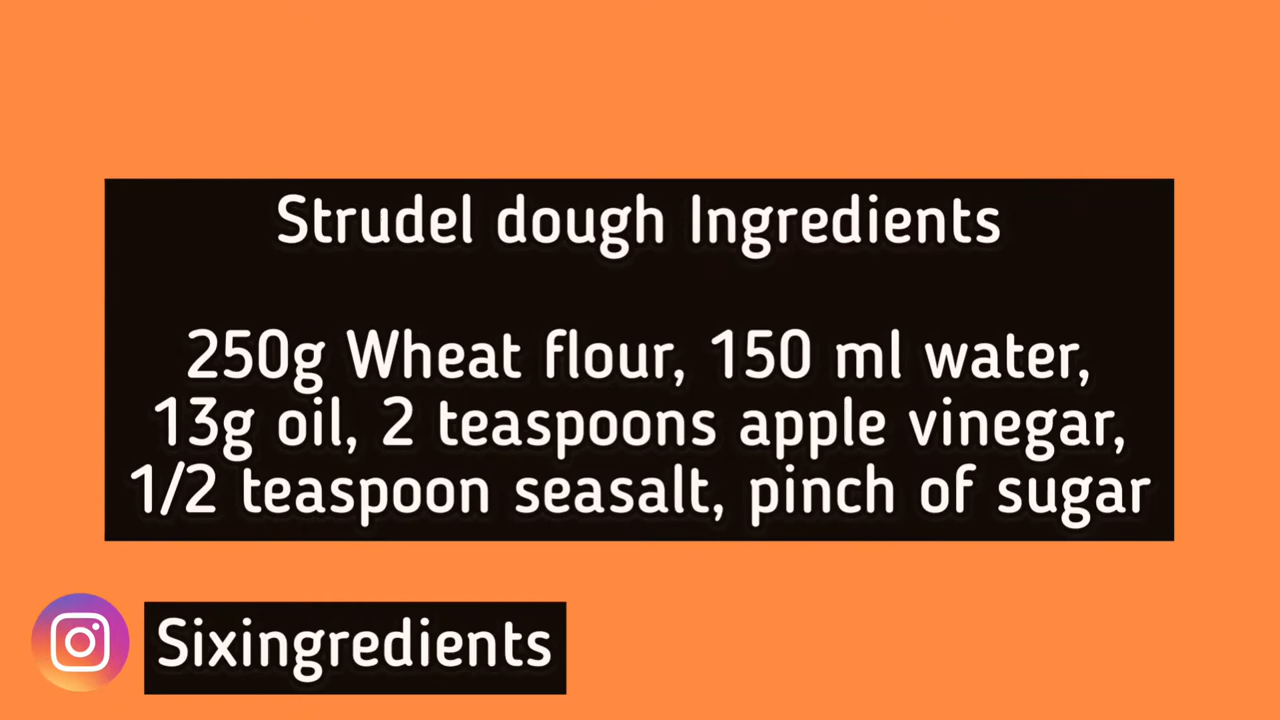 Strudel dough Ingredients
250g Wheat flour, 150 ml water,
13g oil, 2 teaspoons apple vinegar,
1/2 teaspoon seasalt, pinch of sugar
Sixingredients